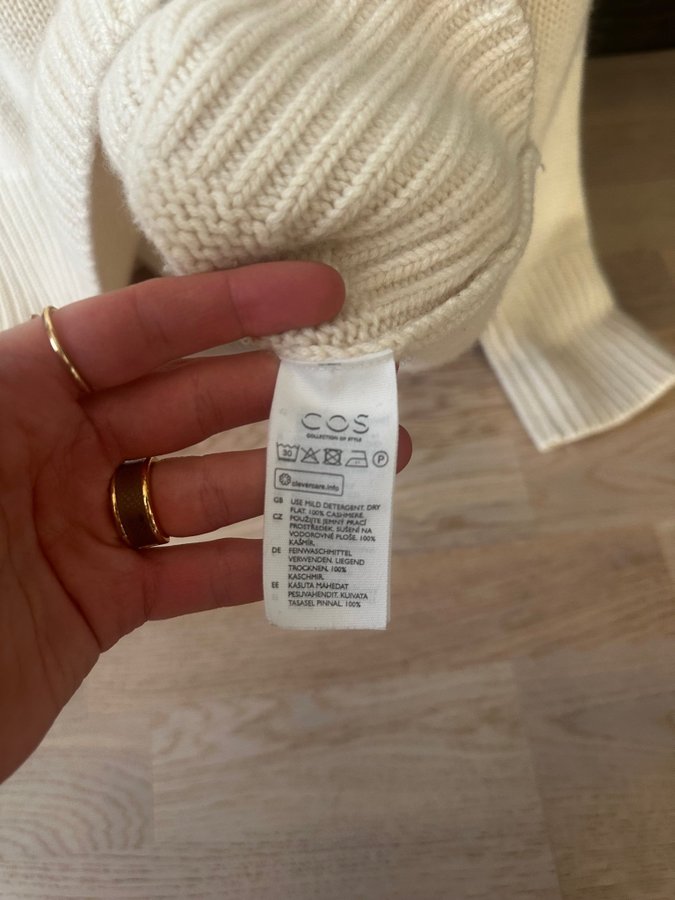 COS
COLLECTION OF STYLE
30 P
clevercare.info
GB USE MILD DETERGENT. DRY
FLAT. 100% CASHMERE
CZ POUŽIJTE JEMNÝ PRACÍ
PROSTŘEDEK. SUŠENÍ NA
VODOROVNÉ PLOŠE. 100%
KAŠMÍR.
DE FEINWASCHMITTEL
VERWENDEN. LIEGEND
TROCKNEN. 100%
KASCHMIR.
EE KASUTA MAHEDAT
PESUVAHENDIT. KUIVATA
TASASEL PINNAL. 100%